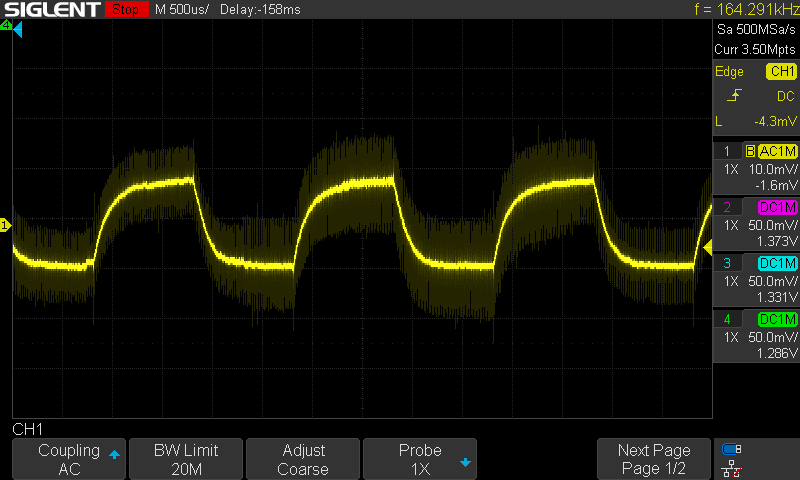 SIGLENT Stop M 500us/ Delay:-158ms f = 164.291kHz
Sa 500MSa/s
Curr 3.50Mpts
Edge CH1
DC
L -4.3mV
1 B AC1M
1X 10.0mV/
-1.6mV
2 DC1M
1X 50.0mV/
1.373V
3 DC1M
1X 50.0mV/
1.331V
4 DC1M
1X 50.0mV/
1.286V
4
1
CH1
Coupling
AC
BW Limit
20M
Adjust
Coarse
Probe
1X
Next Page
Page 1/2